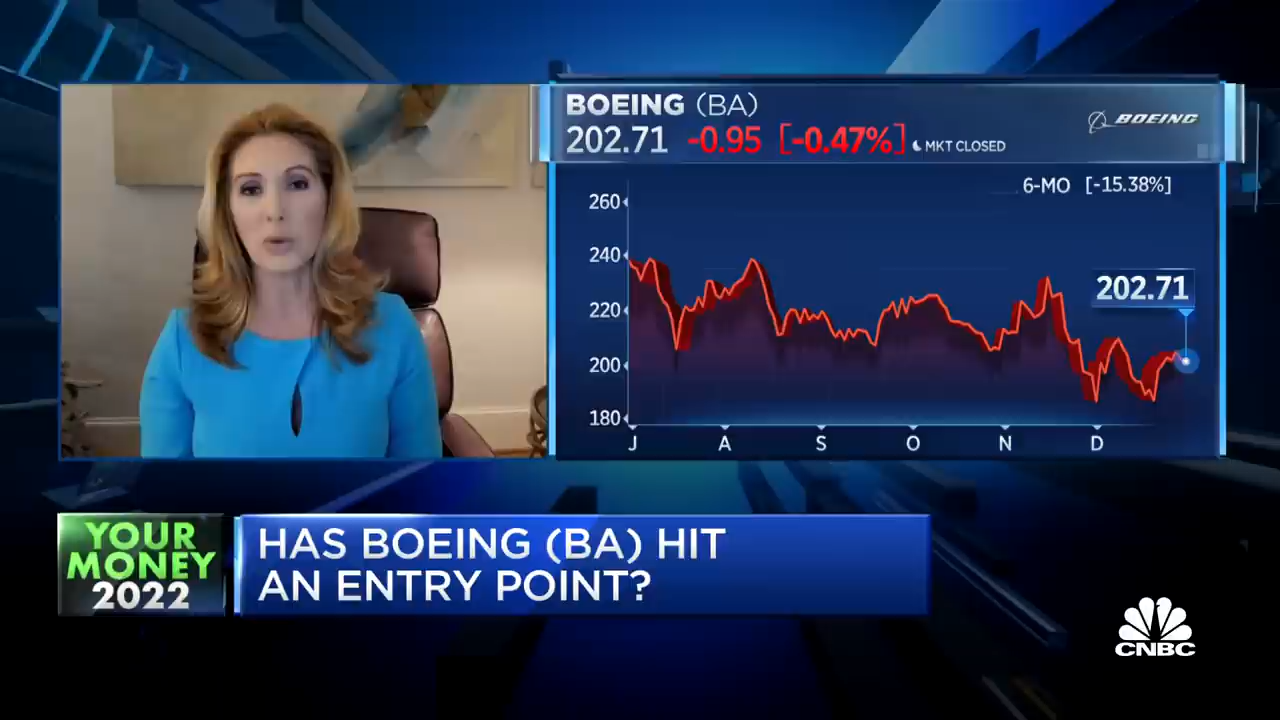 BOEING (BA)
202.71 -0.95 [-0.47%] MKT CLOSED
BOEING
6-MO [-15.38%]
260
240
220
200
180
202.71
J A S O N D
YOUR
MONEY
2022
HAS BOEING (BA) HIT
AN ENTRY POINT?
CNBC